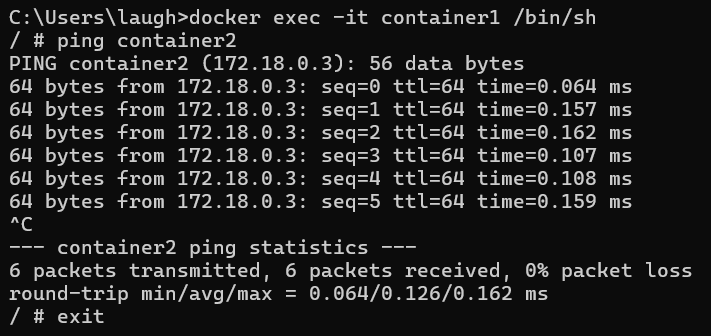 C:\Users\laugh>docker exec -it container1 /bin/sh
/ # ping container2
PING container2 (172.18.0.3): 56 data bytes
64 bytes from 172.18.0.3: seq=0 ttl=64 time=0.064 ms
64 bytes from 172.18.0.3: seq=1 ttl=64 time=0.157 ms
64 bytes from 172.18.0.3: seq=2 ttl=64 time=0.162 ms
64 bytes from 172.18.0.3: seq=3 ttl=64 time=0.107 ms
64 bytes from 172.18.0.3: seq=4 ttl=64 time=0.108 ms
64 bytes from 172.18.0.3: seq=5 ttl=64 time=0.159 ms
^C
--- container2 ping statistics ---
6 packets transmitted, 6 packets received, 0% packet loss
round-trip min/avg/max = 0.064/0.126/0.162 ms
/ # exit